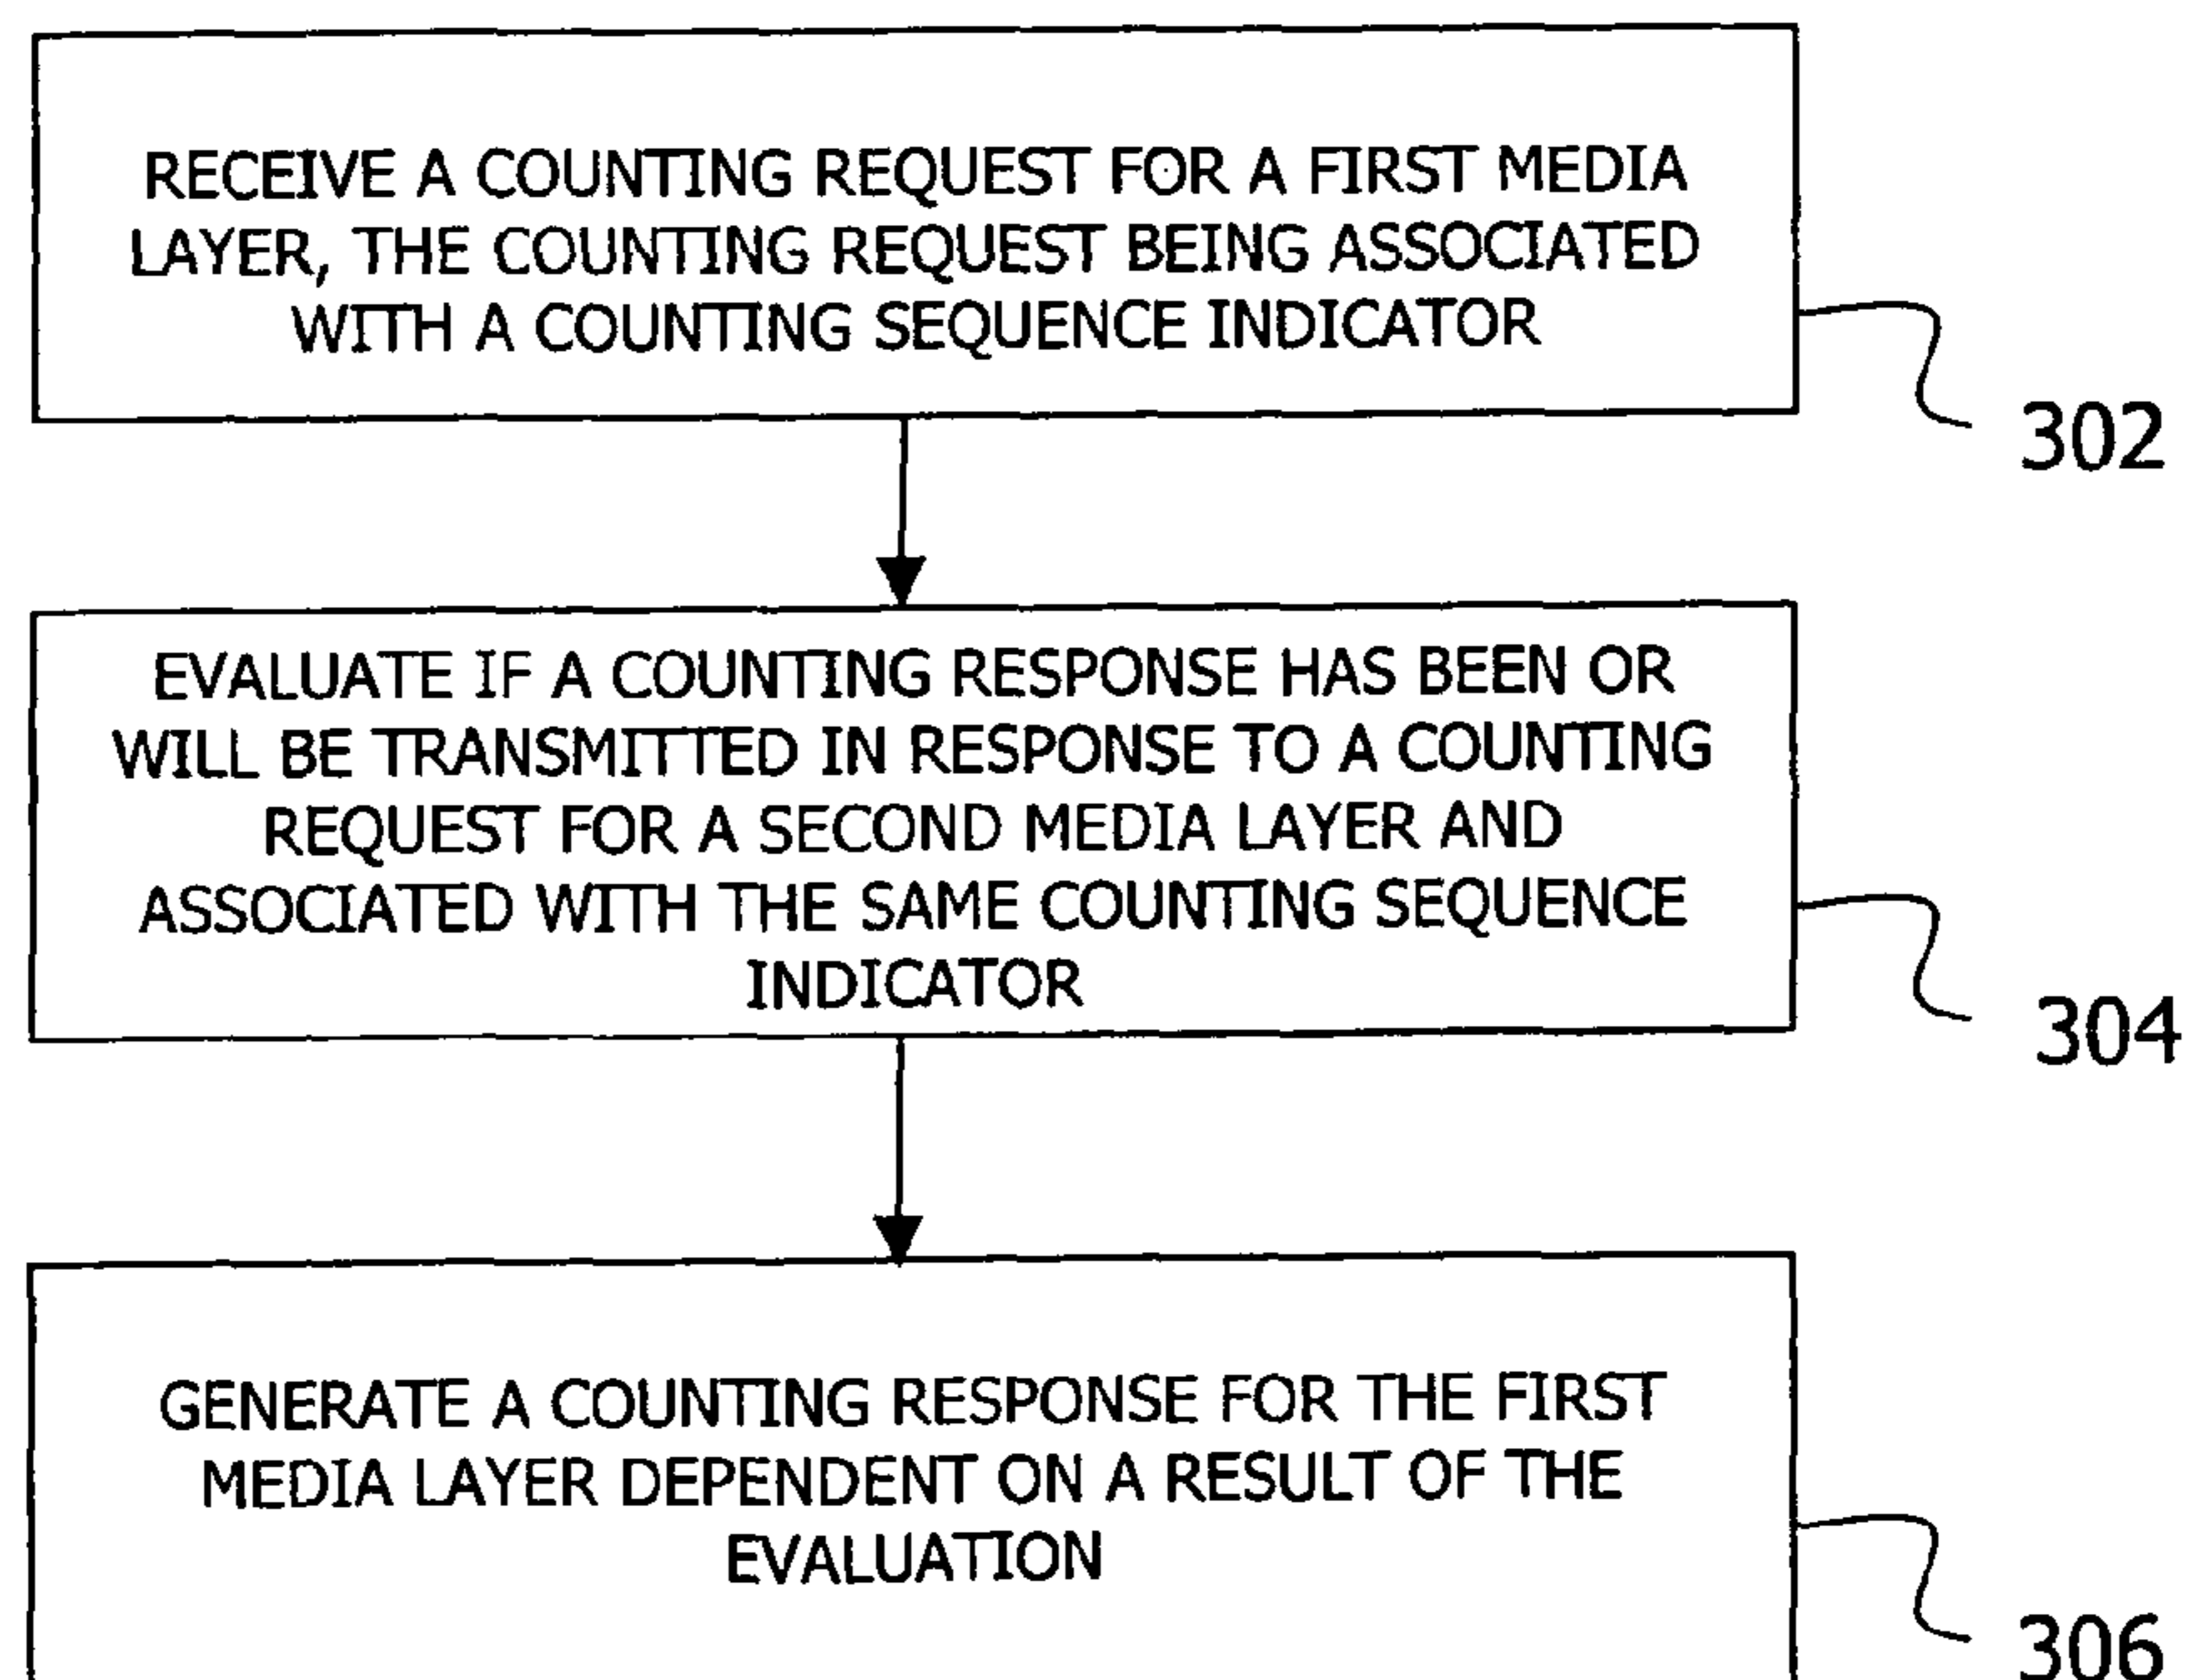 RECEIVE A COUNTING REQUEST FOR A FIRST MEDIA
LAYER, THE COUNTING REQUEST BEING ASSOCIATED
WITH A COUNTING SEQUENCE INDICATOR
302
EVALUATE IF A COUNTING RESPONSE HAS BEEN OR
WILL BE TRANSMITTED IN RESPONSE TO A COUNTING
REQUEST FOR A SECOND MEDIA LAYER AND
ASSOCIATED WITH THE SAME COUNTING SEQUENCE
INDICATOR
304
GENERATE A COUNTING RESPONSE FOR THE FIRST
MEDIA LAYER DEPENDENT ON A RESULT OF THE
EVALUATION
306